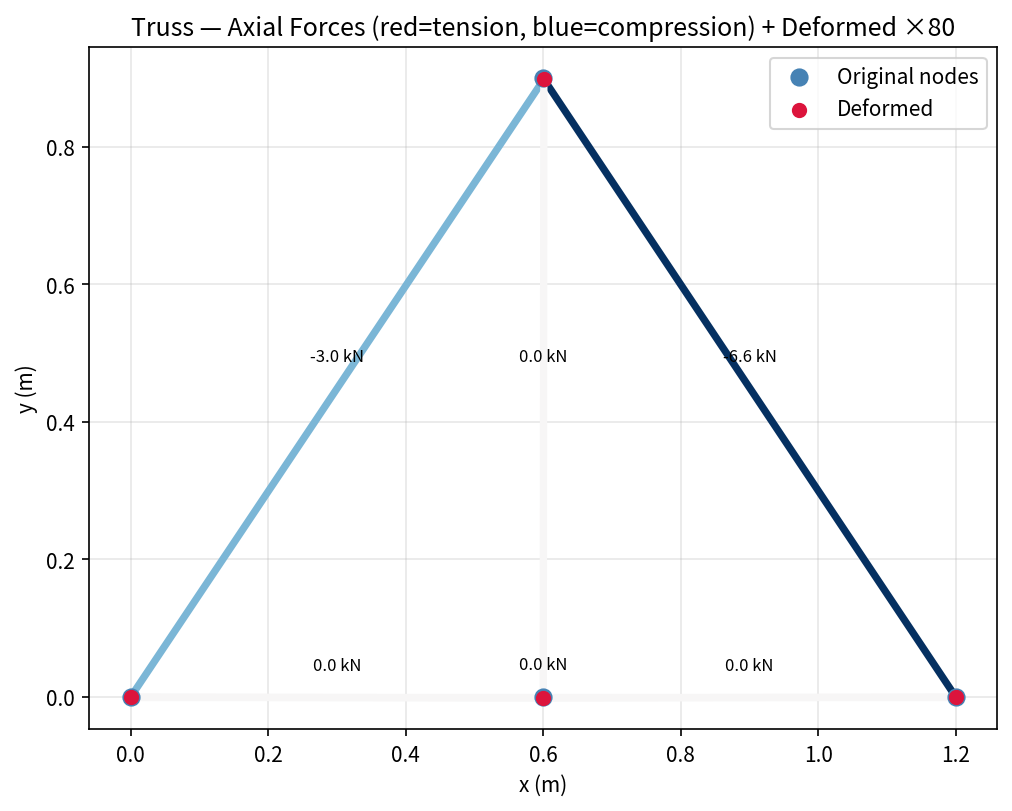 Truss — Axial Forces (red=tension, blue=compression) + Deformed ×80
Original nodes
Deformed
0.8
0.6
-3.0 kN
0.0 kN
-6.6 kN
y (m)
0.4
0.2
0.0 kN
0.0 kN
0.0 kN
0.0
0.0
0.2
0.4
0.6
0.8
1.0
1.2
x (m)